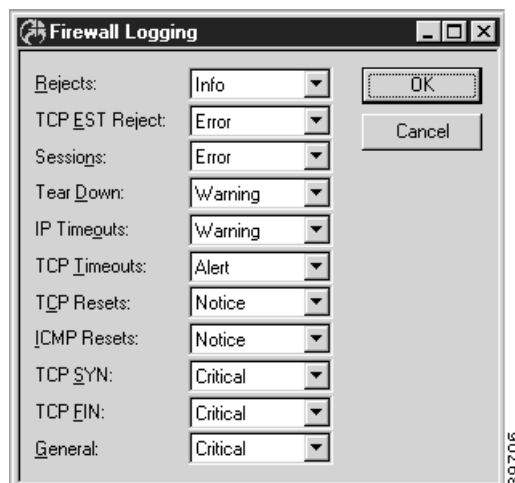 Firewall Logging
Rejects: Info
OK
TCP EST Reject: Error
Cancel
Sessions: Error
Tear Down: Warning
IP Timeouts: Warning
TCP Timeouts: Alert
TCP Resets: Notice
ICMP Resets: Notice
TCP SYN: Critical
TCP FIN: Critical
General: Critical